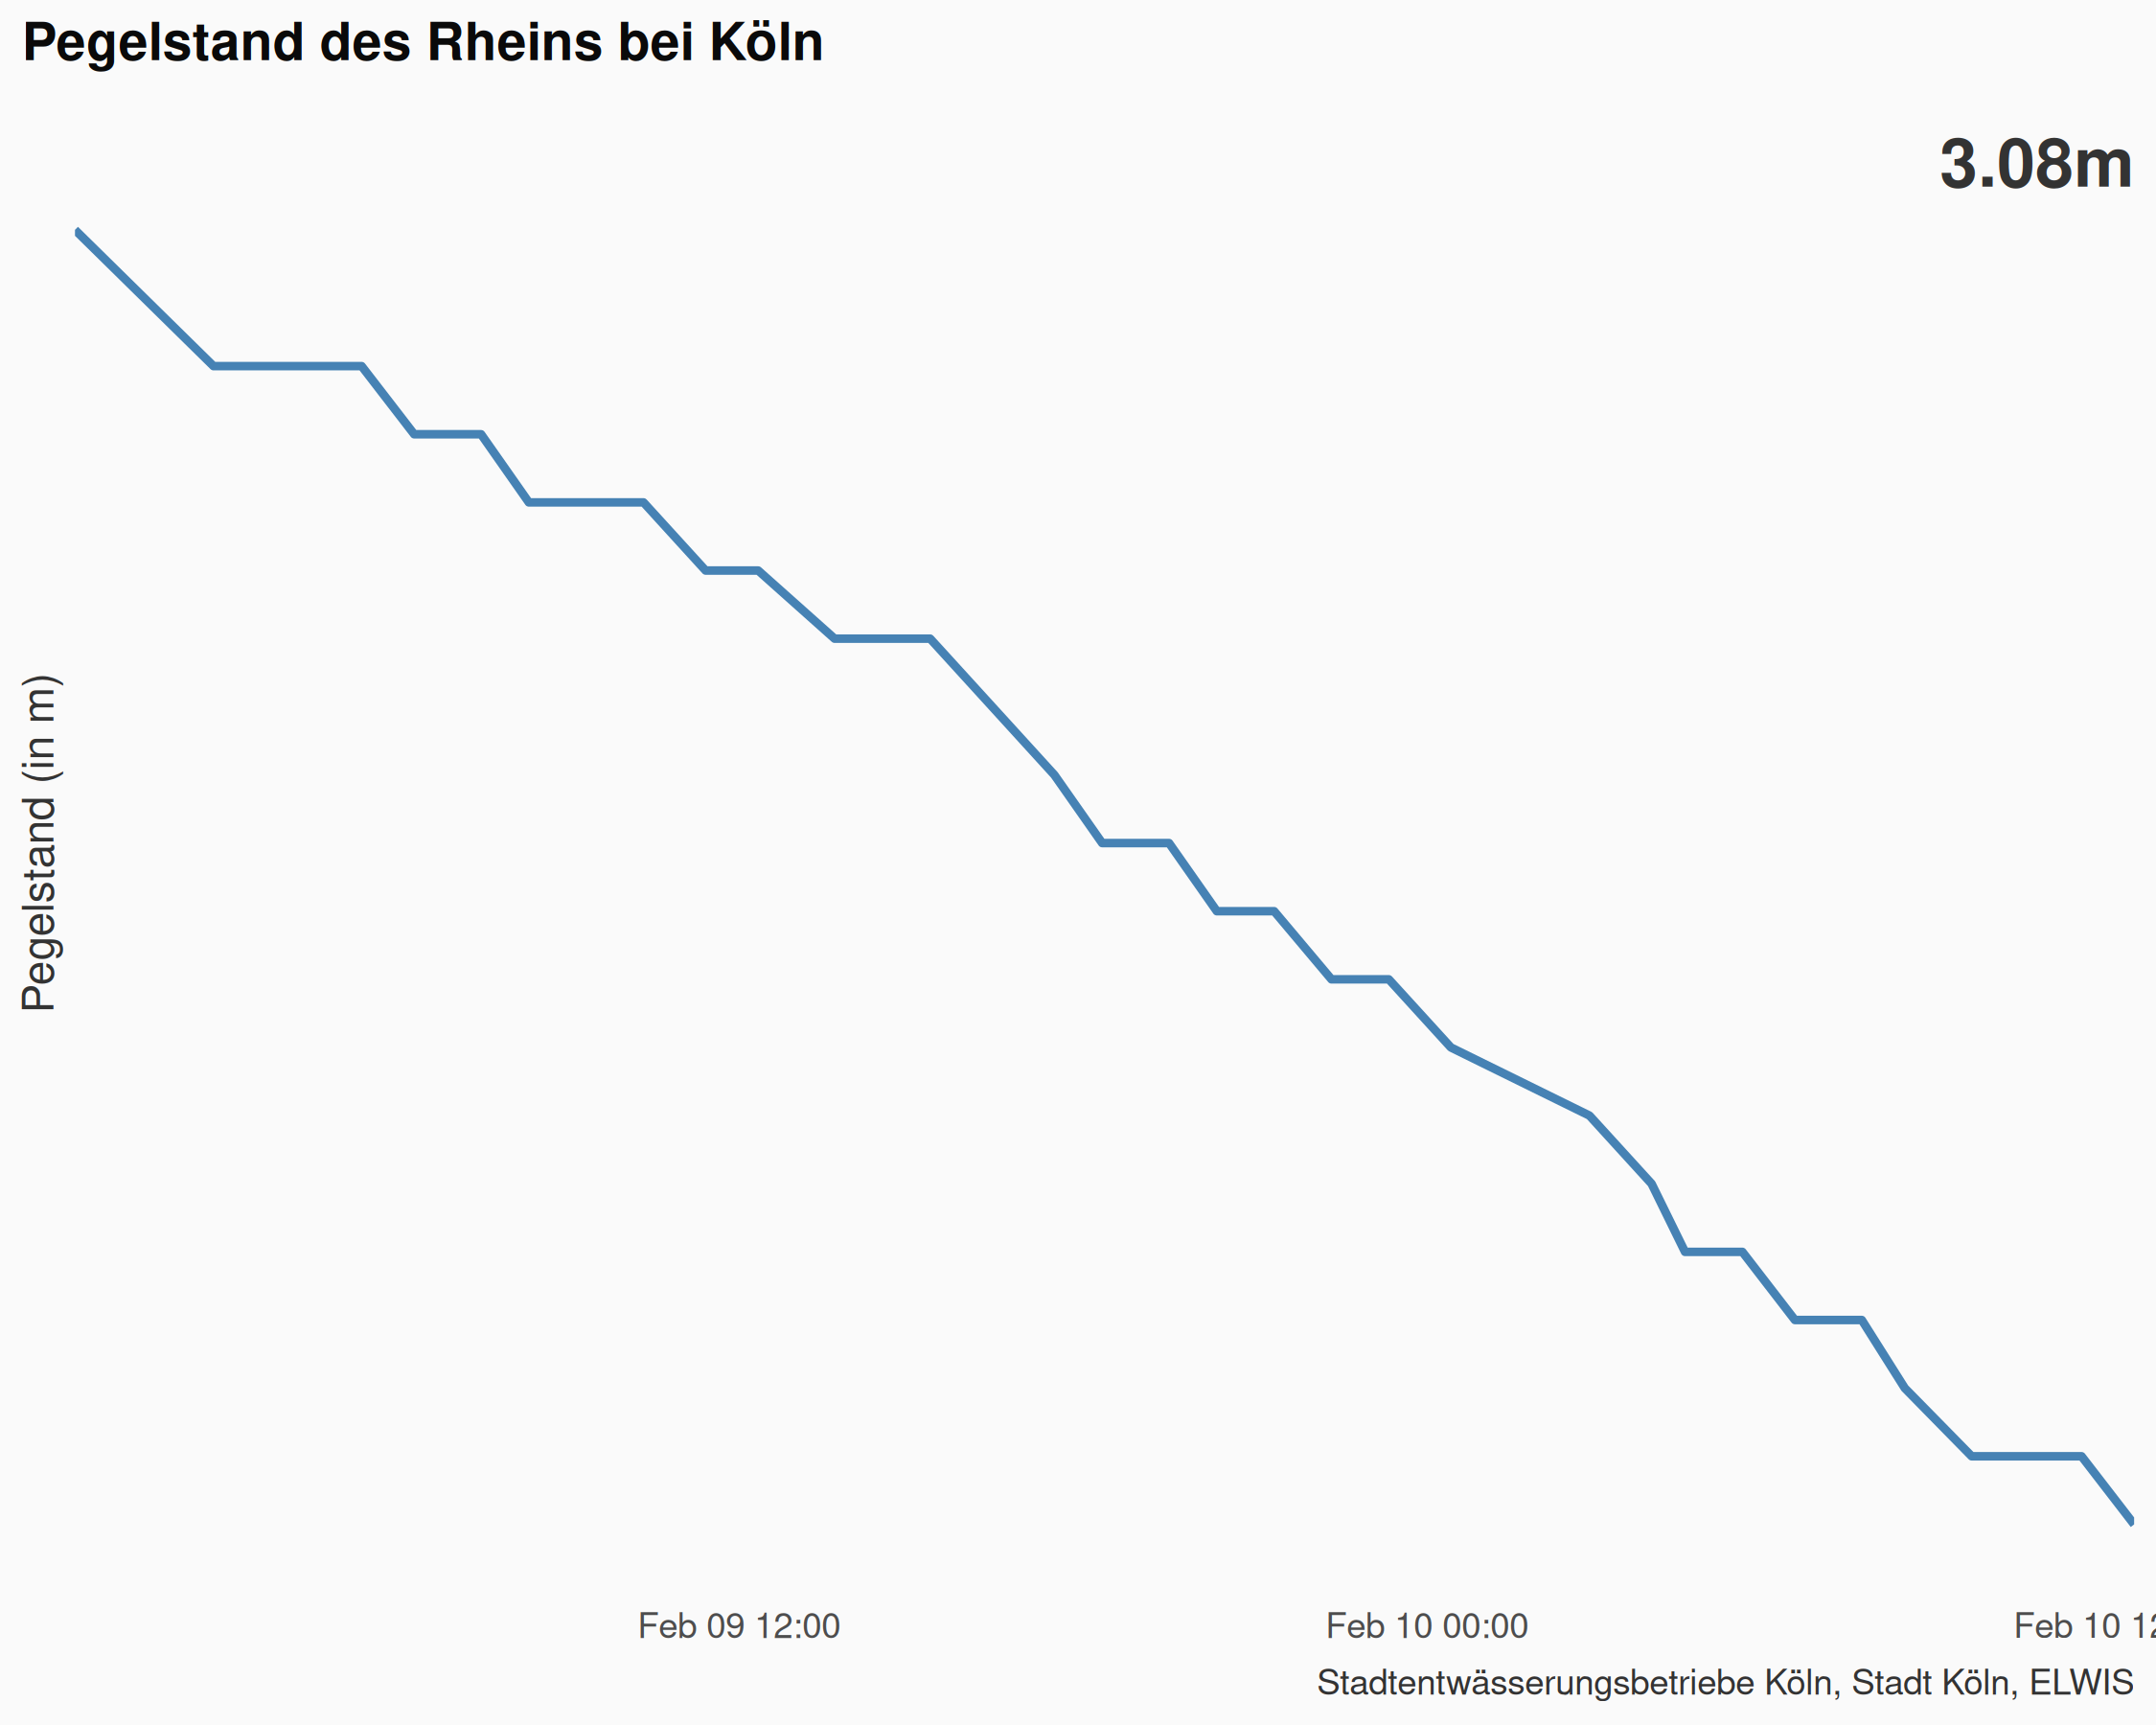 Pegelstand des Rheins bei Köln
3.08m
Pegelstand (in m)
Feb 09 12:00
Feb 10 00:00
Feb 10 12
Stadtentwässerungsbetriebe Köln, Stadt Köln, ELWIS